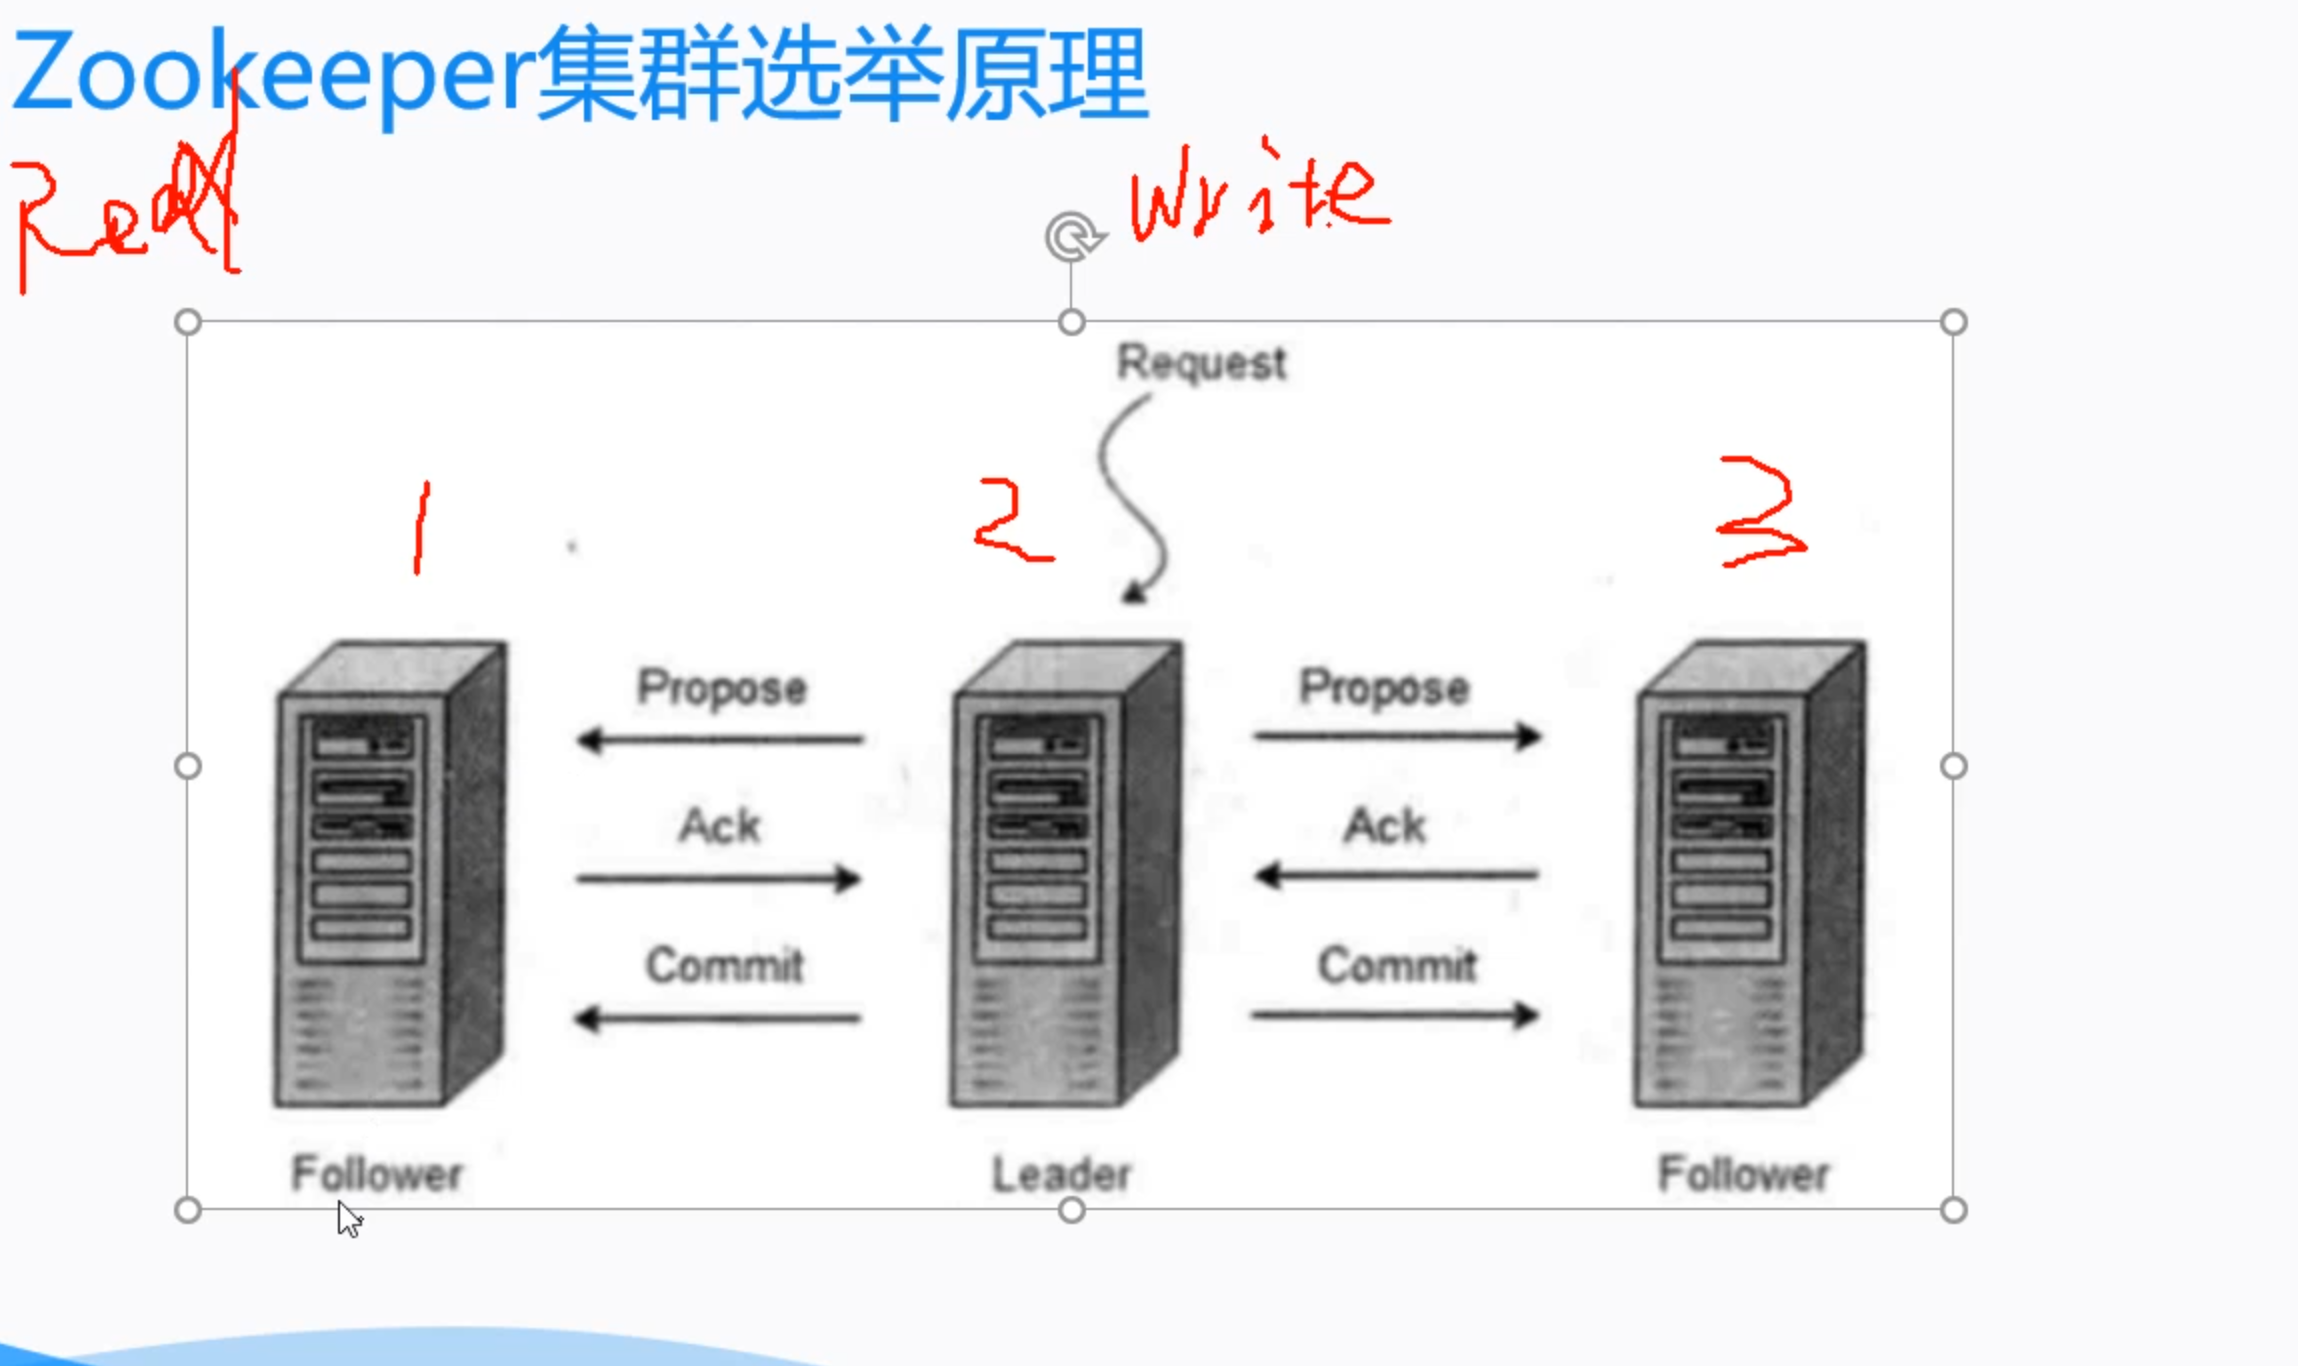 Zookeeper集群选举原理
Read
Write
Request
1 2 3
Propose Propose
Ack Ack
Commit Commit
Follower Leader Follower